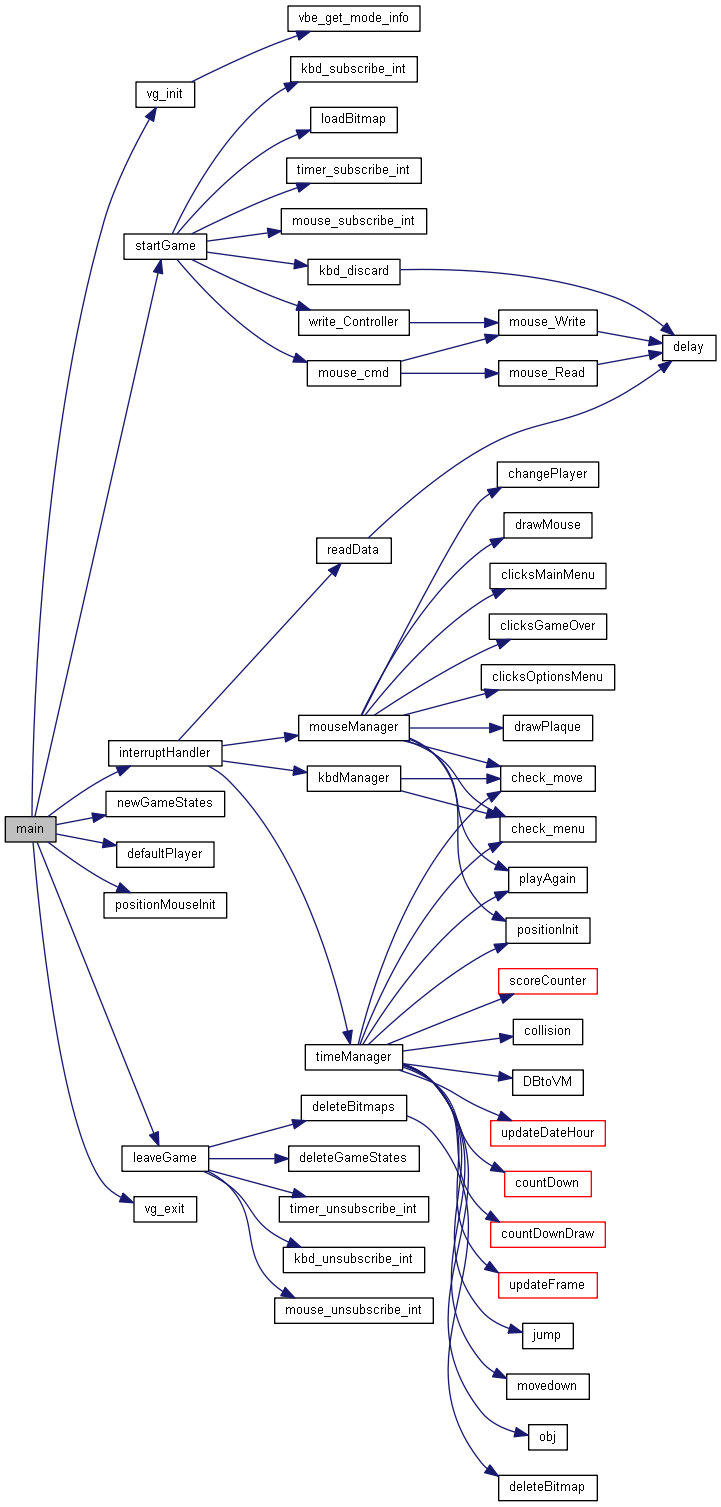 vbe_get_mode_info
kbd_subscribe_int
vg_init
loadBitmap
timer_subscribe_int
mouse_subscribe_int
startGame
kbd_discard
write_Controller
mouse_Write
delay
mouse_cmd
mouse_Read
changePlayer
drawMouse
readData
clicksMainMenu
clicksGameOver
clicksOptionsMenu
mouseManager
drawPlaque
interruptHandler
kbdManager
check_move
newGameStates
main
check_menu
defaultPlayer
playAgain
positionMouseInit
positionInit
scoreCounter
collision
timeManager
DBtoVM
deleteBitmaps
updateDateHour
leaveGame
deleteGameStates
countDown
vg_exit
timer_unsubscribe_int
countDownDraw
kbd_unsubscribe_int
updateFrame
mouse_unsubscribe_int
jump
movedown
obj
deleteBitmap